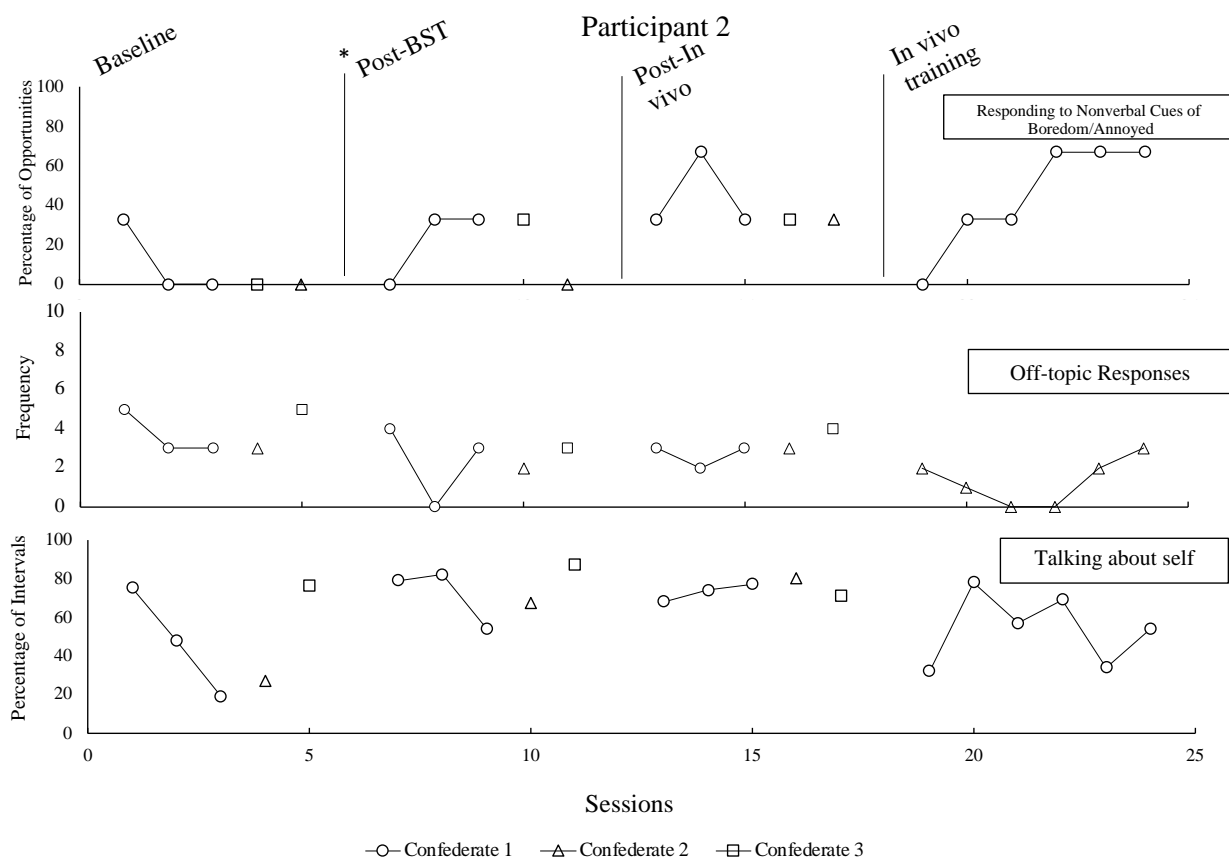 Participant 2
Baseline
*
Post-BST
Post-In
vivo
In vivo
training
Percentage of Opportunities
100
80
60
40
20
0
Responding to Nonverbal Cues of
Boredom/Annoyed
Frequency
10
8
6
4
2
0
Off-topic Responses
Percentage of Intervals
100
80
60
40
20
0
Talking about self
0
5
10
15
20
25
Sessions
Confederate 1
Confederate 2
Confederate 3